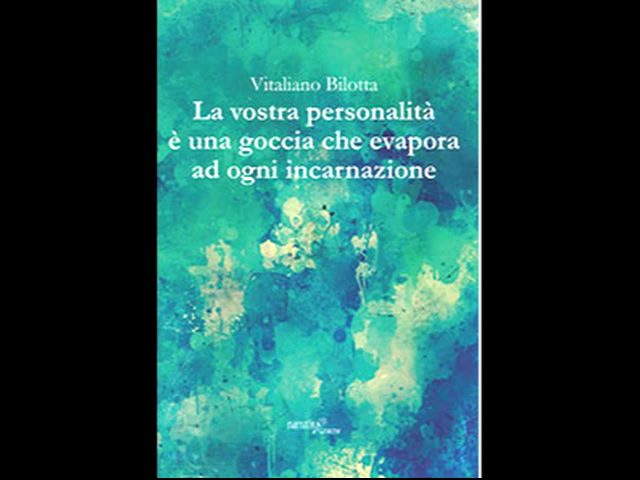 Vitaliano Bilotta
La vostra personalità
è una goccia che evapora
ad ogni incarnazione